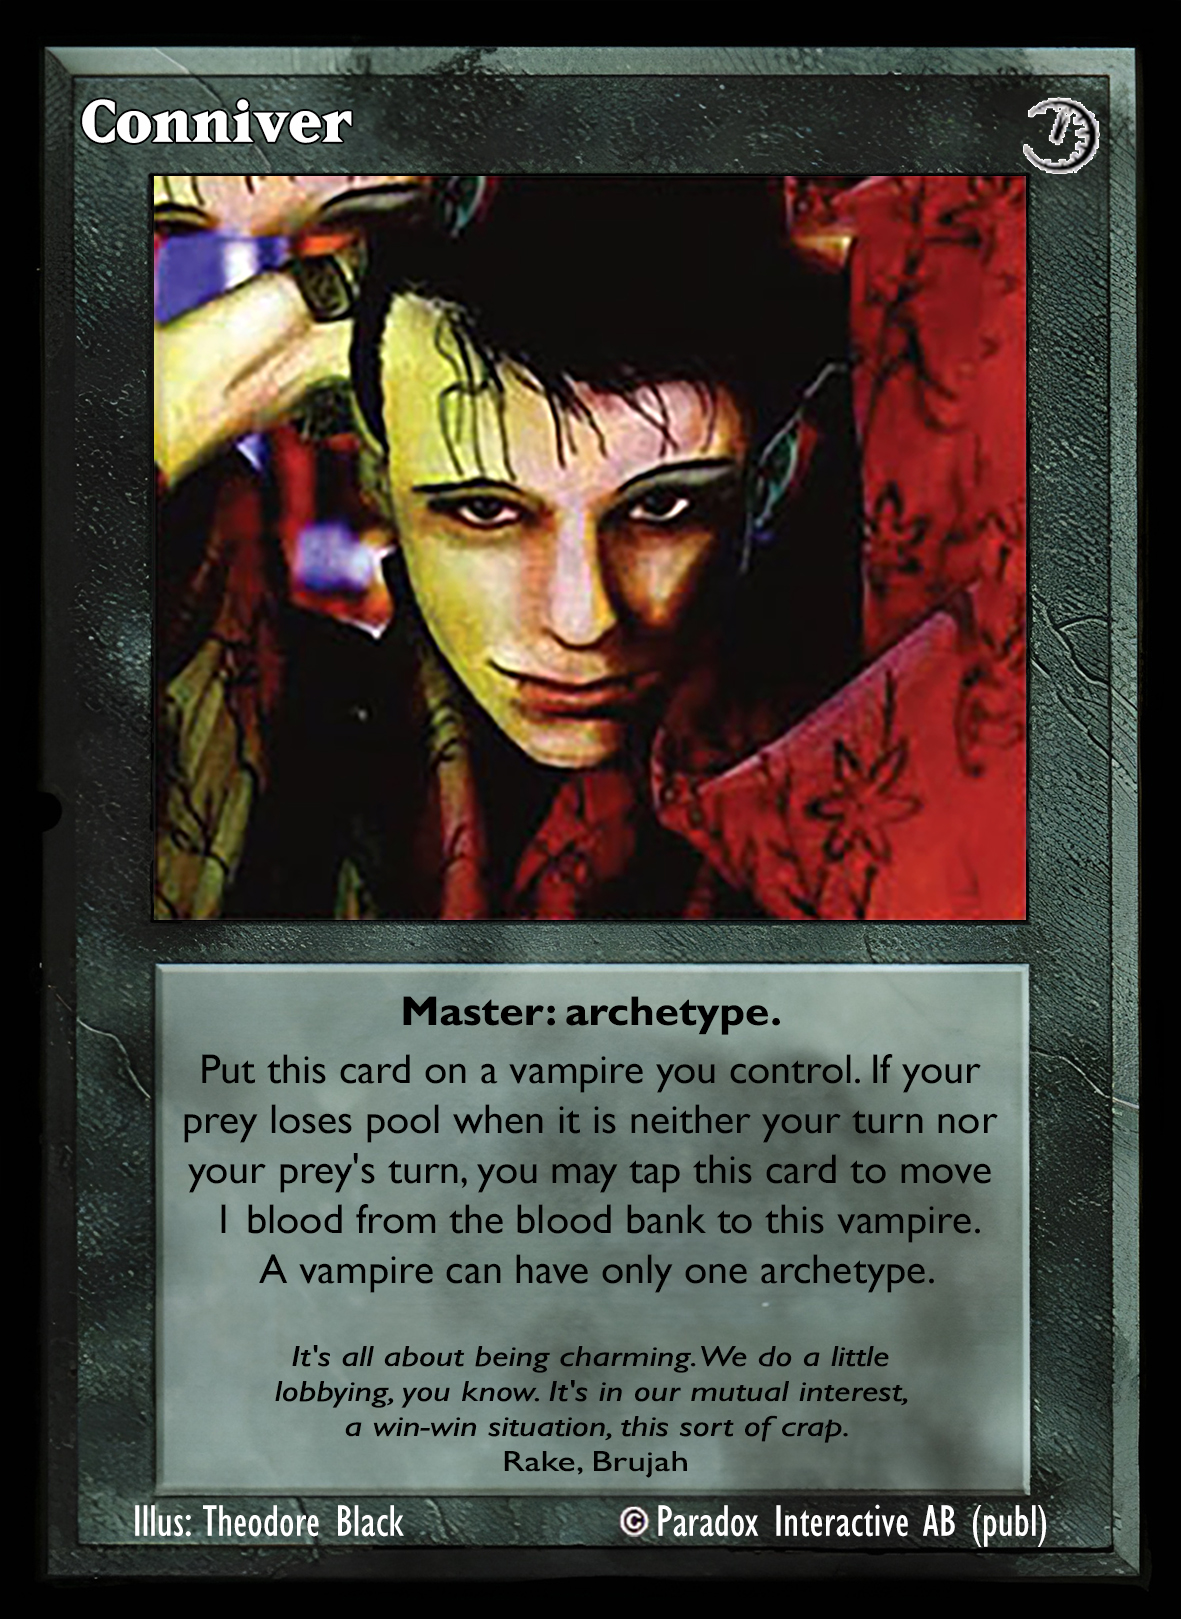 Conniver
Master: archetype.
Put this card on a vampire you control. If your
prey loses pool when it is neither your turn nor
your prey's turn, you may tap this card to move
1 blood from the blood bank to this vampire.
A vampire can have only one archetype.
It's all about being charming. We do a little
lobbying, you know. It's in our mutual interest,
a win-win situation, this sort of crap.
Rake, Brujah
Illus: Theodore Black © Paradox Interactive AB (publ)